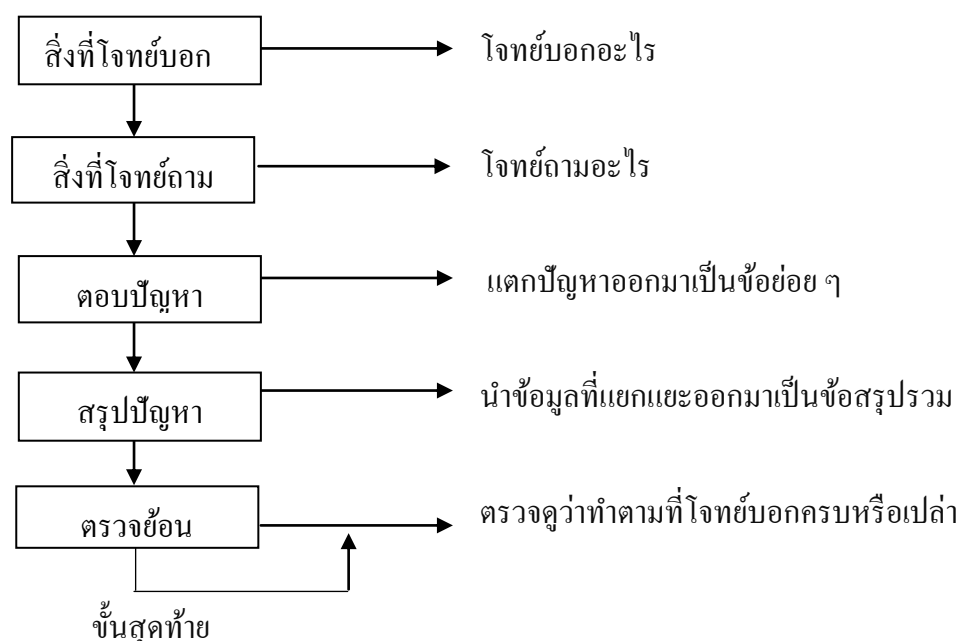 สิ่งที่โจทย์บอก
โจทย์บอกอะไร
สิ่งที่โจทย์ถาม
โจทย์ถามอะไร
ตอบปัญหา
แตกปัญหาออกมาเป็นข้อย่อย ๆ
สรุปปัญหา
นำข้อมูลที่แยกแยะออกมาเป็นข้อสรุปรวม
ตรวจย้อน
ตรวจดูว่าทำตามที่โจทย์บอกครบหรือเปล่า
ขั้นสุดท้าย